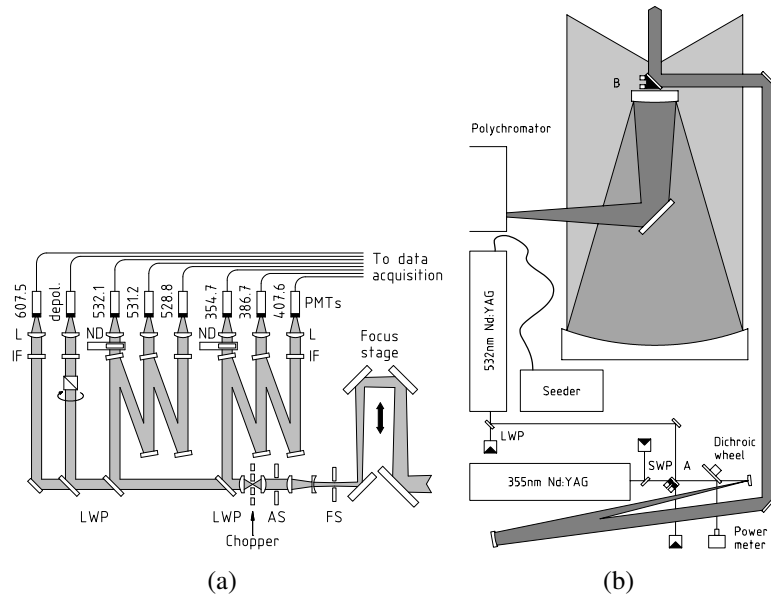 607.5
depol.
532.1
531.2
528.8
354.7
386.7
407.6
To data
acquisition
PMTs
L
ND
ND
L
IF
IF
Focus
stage
LWP
LWP
AS
FS
Chopper
(a)
B
Polychromator
532nm Nd:YAG
Seeder
LWP
Dichroic
wheel
SWP
A
355nm Nd:YAG
Power
meter
(b)